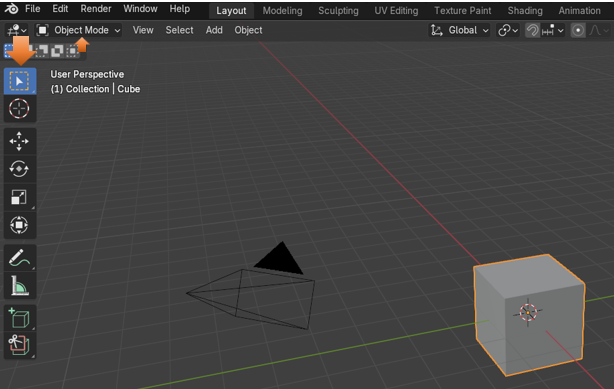 File Edit Render Window Help Layout Modeling Sculpting UV Editing Texture Paint Shading Animation
Object Mode View Select Add Object Global
User Perspective
(1) Collection | Cube